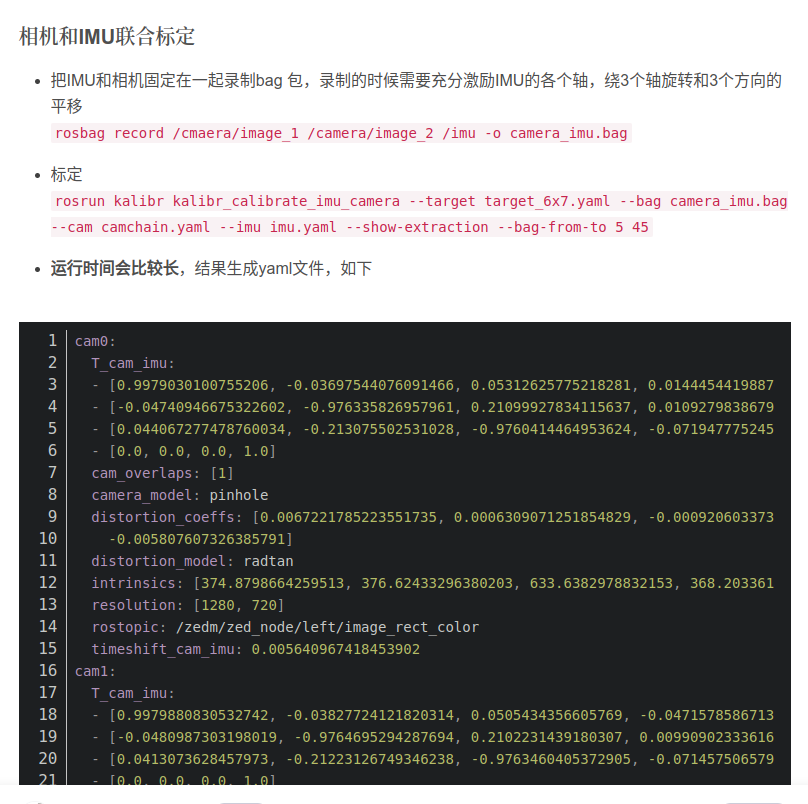 相机和IMU联合标定
• 把IMU和相机固定在一起录制bag 包，录制的时候需要充分激励IMU的各个轴，绕3个轴旋转和3个方向的
平移
rosbag record /cmaera/image_1 /camera/image_2 /imu -o camera_imu.bag
• 标定
rosrun kalibr kalibr_calibrate_imu_camera --target target_6x7.yaml --bag camera_imu.bag
--cam camchain.yaml --imu imu.yaml --show-extraction --bag-from-to 5 45
• 运行时间会比较长，结果生成yaml文件，如下
1 cam0:
2 T_cam_imu:
3 - [0.9979030100755206, -0.03697544076091466, 0.05312625775218281, 0.0144454419887
4 - [-0.04740946675322602, -0.976335826957961, 0.21099927834115637, 0.0109279838679
5 - [0.044067277478760034, -0.213075502531028, -0.9760414464953624, -0.071947775245
6 - [0.0, 0.0, 0.0, 1.0]
7 cam_overlaps: [1]
8 camera_model: pinhole
9 distortion_coeffs: [0.0067221785223551735, 0.0006309071251854829, -0.000920603373
10 -0.005807607326385791]
11 distortion_model: radtan
12 intrinsics: [374.8798664259513, 376.62433296380203, 633.6382978832153, 368.203361
13 resolution: [1280, 720]
14 rostopic: /zedm/zed_node/left/image_rect_color
15 timeshift_cam_imu: 0.005640967418453902
16 cam1:
17 T_cam_imu:
18 - [0.9979880830532742, -0.03827724121820314, 0.0505434356605769, -0.0471578586713
19 - [-0.0480987303198019, -0.9764695294287694, 0.2102231439180307, 0.00990902333616
20 - [0.0413073628457973, -0.21223126749346238, -0.9763460405372905, -0.071457506579
21 - [0.0, 0.0, 0.0, 1.0]